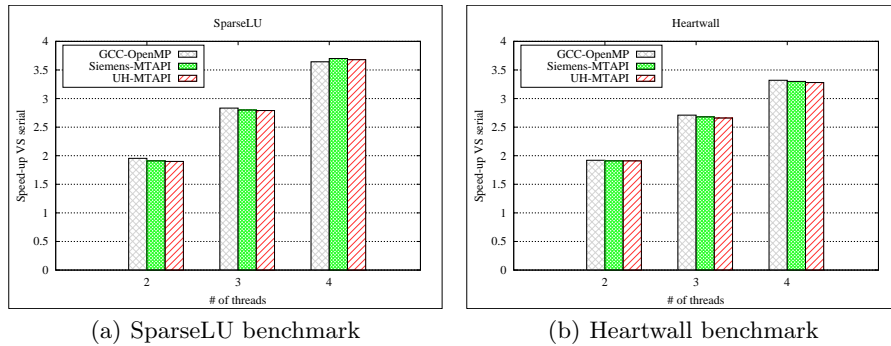 SparseLU
4
3.5
3
2.5
2
1.5
1
0.5
0
Speed-up VS serial
GCC-OpenMP
Siemens-MTAPI
UH-MTAPI
2 3 4
# of threads
(a) SparseLU benchmark
Heartwall
4
3.5
3
2.5
2
1.5
1
0.5
0
Speed-up VS serial
GCC-OpenMP
Siemens-MTAPI
UH-MTAPI
2 3 4
# of threads
(b) Heartwall benchmark